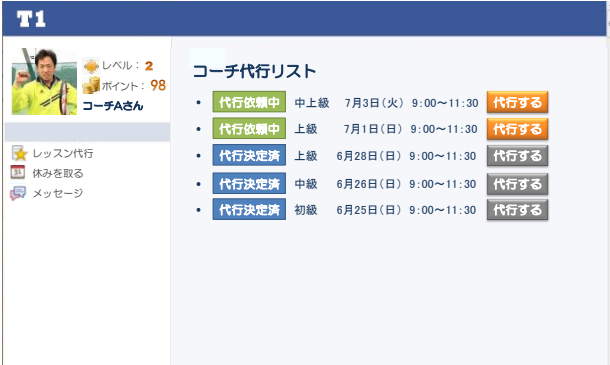 T1
レベル： 2
ポイント： 98
コーチAさん
レッスン代行
休みを取る
メッセージ
コーチ代行リスト
• 代行依頼中 中上級 7月3日(火) 9:00〜11:30 代行する
• 代行依頼中 上級 7月1日(日) 9:00〜11:30 代行する
• 代行決定済 上級 6月28日(日) 9:00〜11:30 代行する
• 代行決定済 中級 6月26日(日) 9:00〜11:30 代行する
• 代行決定済 初級 6月25日(日) 9:00〜11:30 代行する